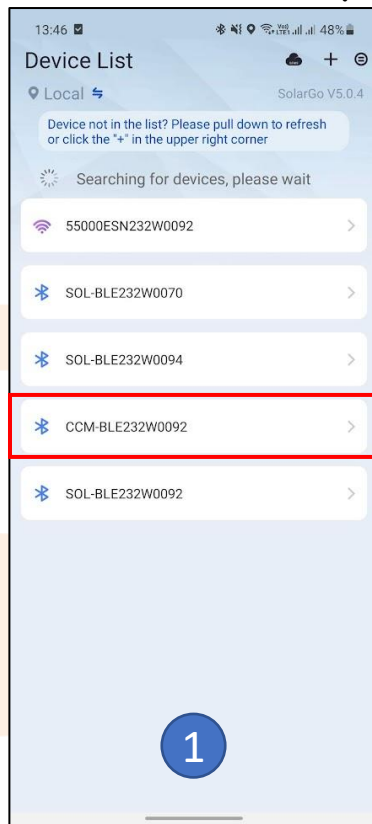 13:46 48%
Device List
Local SolarGo V5.0.4
Device not in the list? Please pull down to refresh
or click the "+" in the upper right corner
Searching for devices, please wait
55000ESN232W0092
SOL-BLE232W0070
SOL-BLE232W0094
CCM-BLE232W0092
SOL-BLE232W0092
1